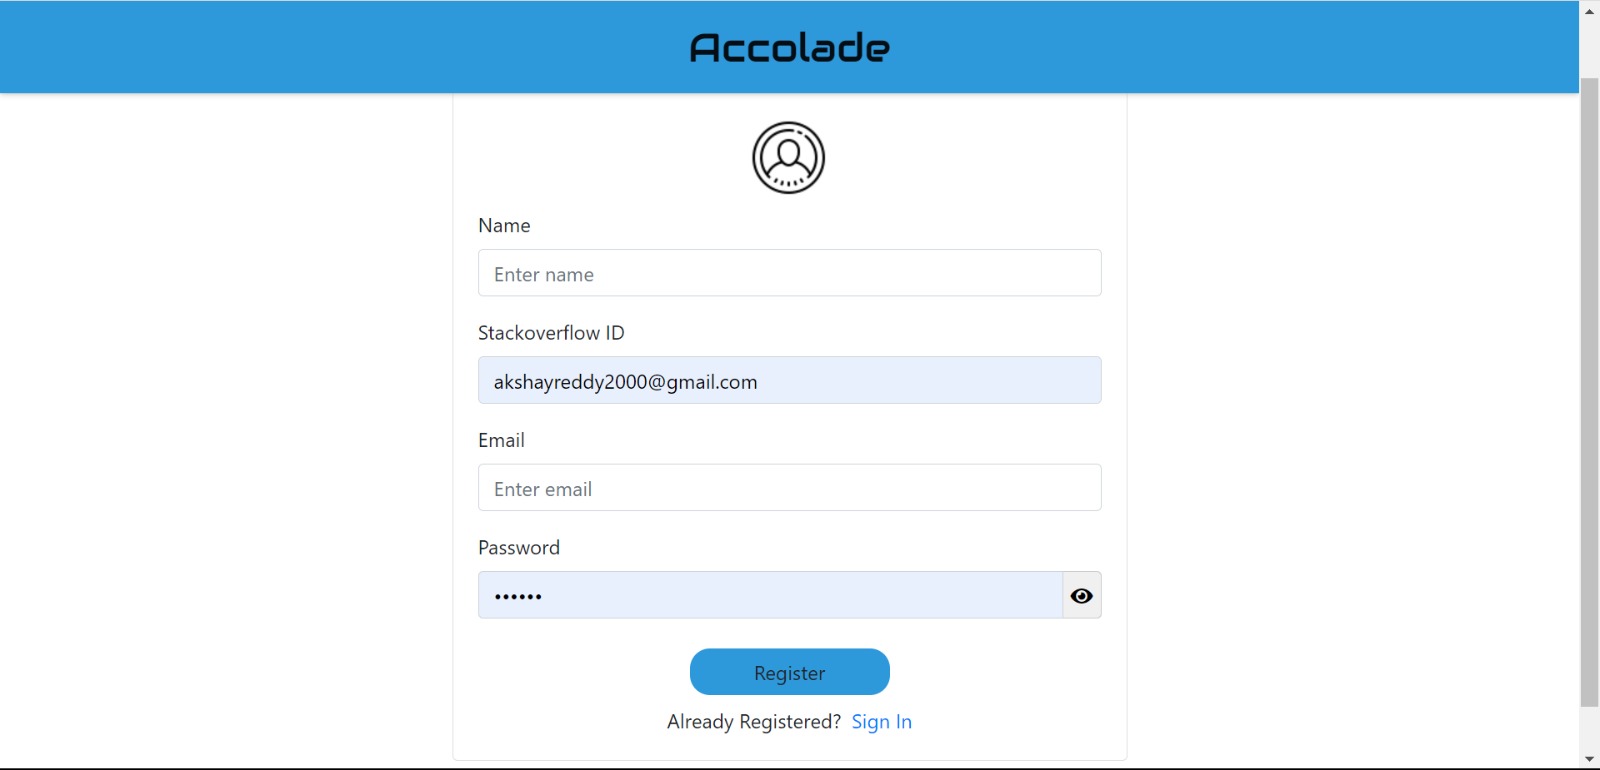 Accolade
Name
Enter name
Stackoverflow ID
akshayreddy2000@gmail.com
Email
Enter email
Password
••••••
Register
Already Registered? Sign In